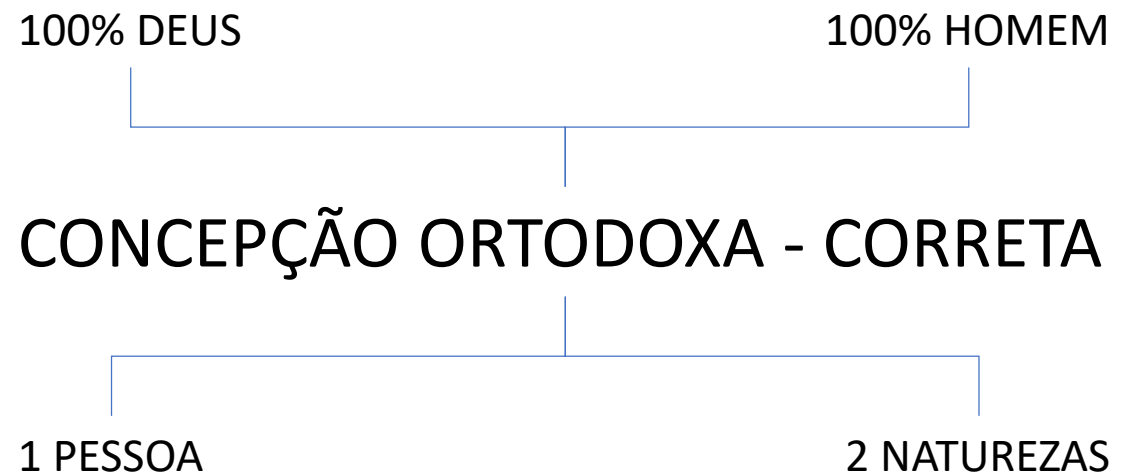 100% DEUS
100% HOMEM
CONCEPÇÃO ORTODOXA - CORRETA
1 PESSOA
2 NATUREZAS